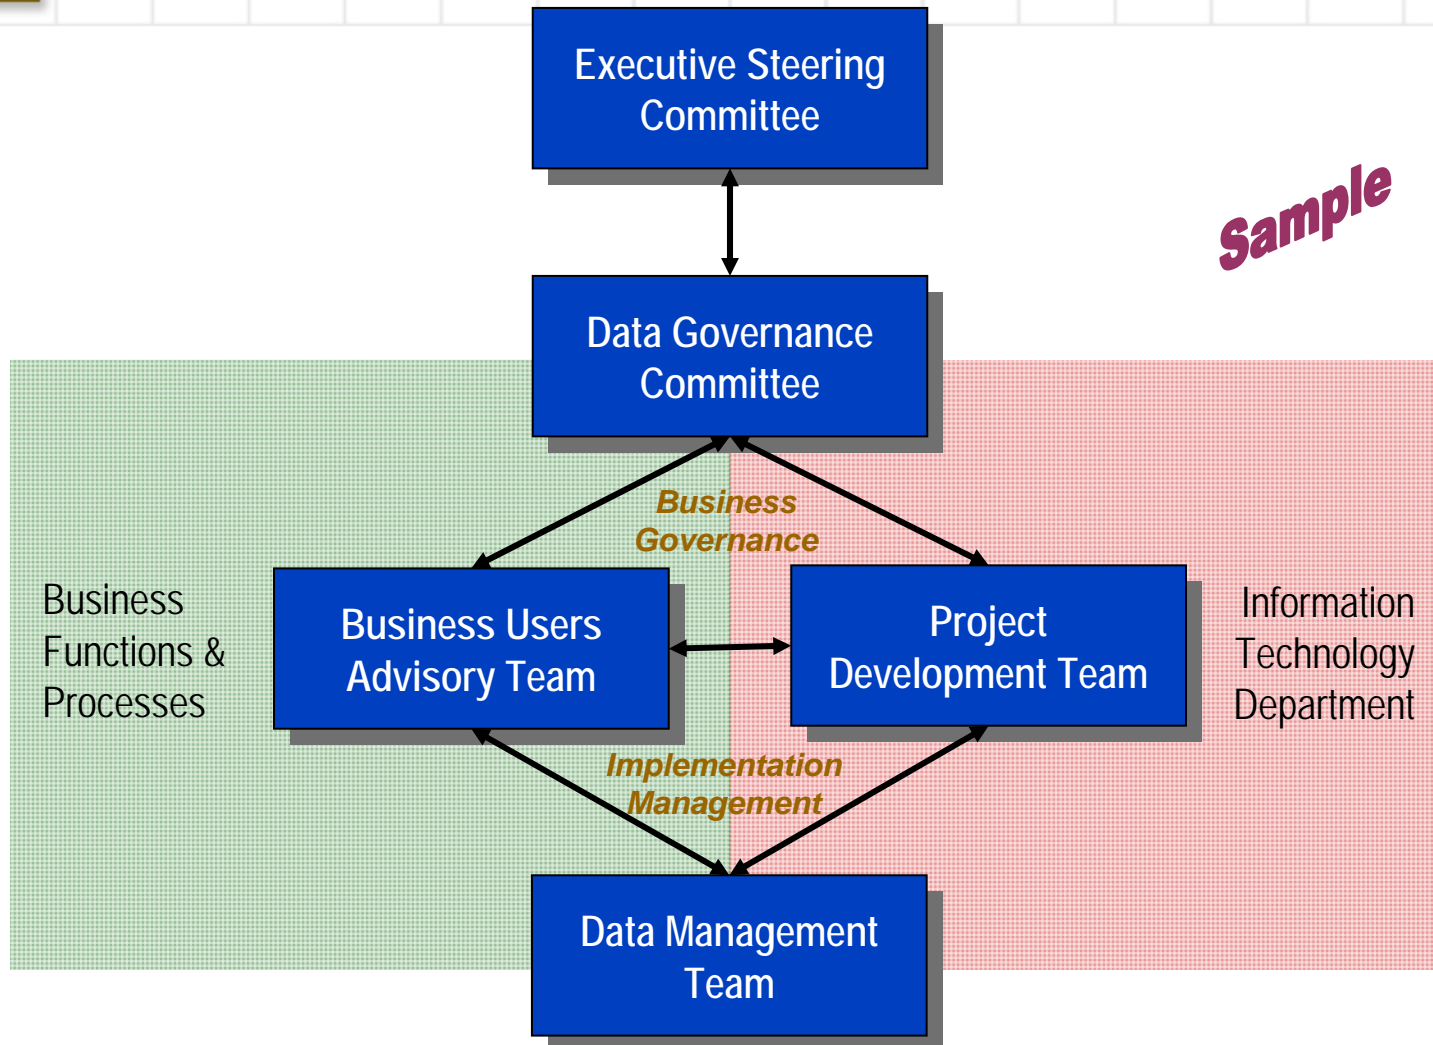 Executive Steering
Committee
Sample
Data Governance
Committee
Business
Governance
Business
Functions &
Processes
Business Users
Advisory Team
Project
Development Team
Information
Technology
Department
Implementation
Management
Data Management
Team